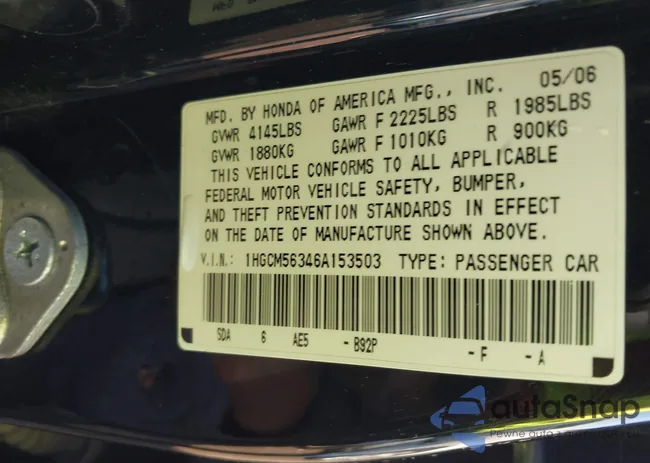 MFD. BY HONDA OF AMERICA MFG., INC. 05/06
GVWR 4145LBS GAWR F 2225LBS R 1985LBS
GVWR 1880KG GAWR F 1010KG R 900KG
THIS VEHICLE CONFORMS TO ALL APPLICABLE
FEDERAL MOTOR VEHICLE SAFETY, BUMPER,
AND THEFT PREVENTION STANDARDS IN EFFECT
ON THE DATE OF MANUFACTURE SHOWN ABOVE.
V.I.N.: 1HGCM56346A153503 TYPE: PASSENGER CAR
SDA 6 AE5 - B92P - F - A
autoSnap
Pewne auta z